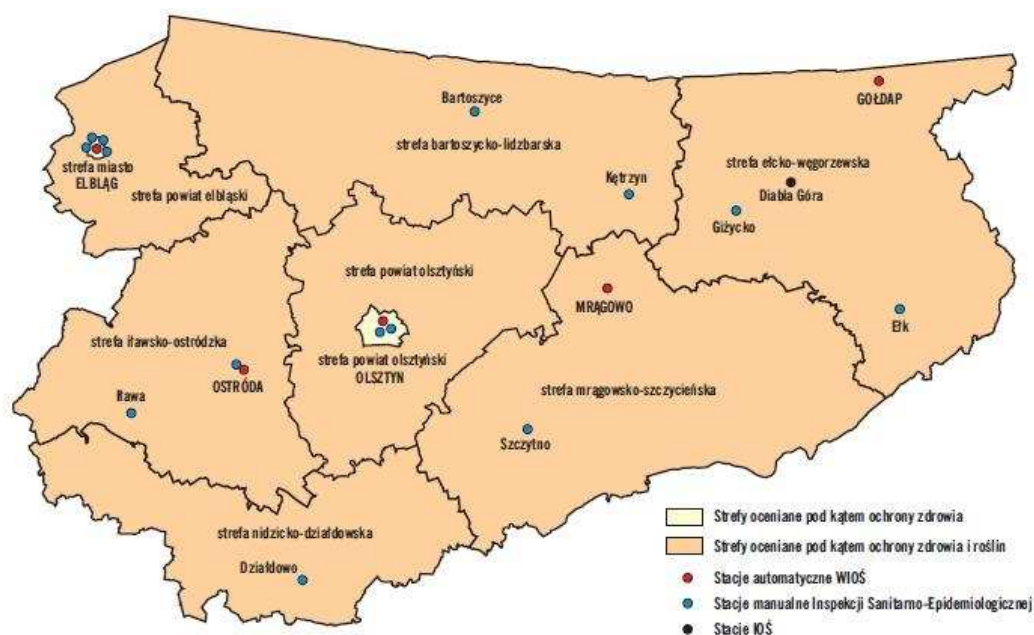 GOŁDAP
Bartoszyce
strefa bartoszycko-lidzbarska
strefa miasto
ELBLĄG
strefa powiat elbląski
strefa ełcko-węgorzewska
Diabla Góra
Kętrzyn
Giżycko
strefa powiat olsztyński
MRĄGOWO
Ełk
strefa iławsko-ostródzka
strefa powiat olsztyński
OLSZTYN
OSTRÓDA
strefa mrągowsko-szczycieńska
Iława
Szczytno
strefa nidzicko-działdowska
Działdowo
Strefy oceniane pod kątem ochrony zdrowia
Strefy oceniane pod kątem ochrony zdrowia i roślin
Stacje automatyczne WIOŚ
Stacje manualne Inspekcji Sanitarno-Epidemiologicznej
Stacje IOŚ